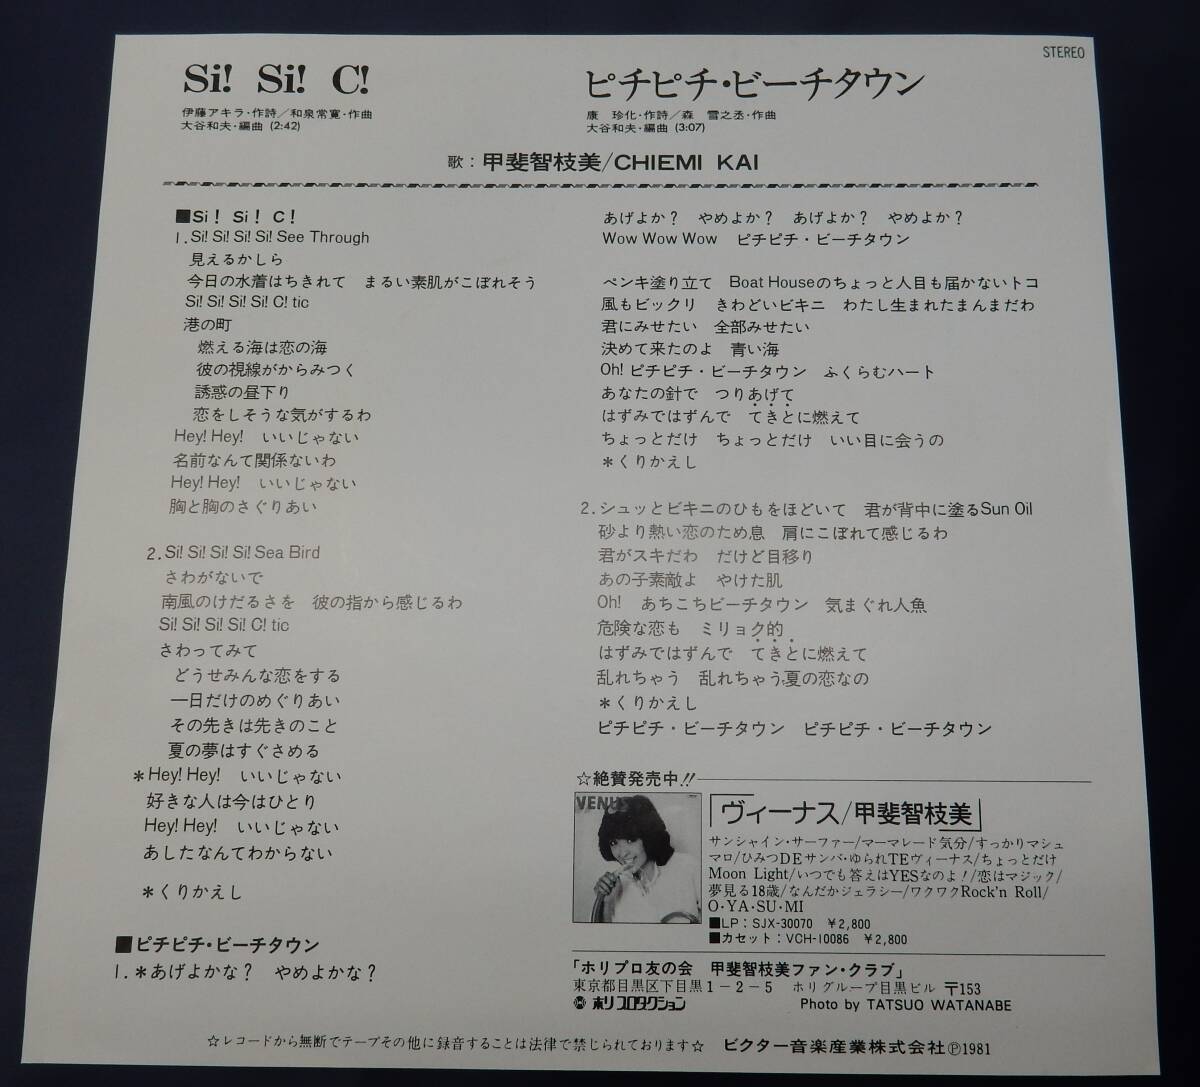 STEREO
Si! Si! C!
伊藤アキラ・作詩／和泉常寛・作曲
大谷和夫・編曲 (2:42)
ピチピチ・ビーチタウン
康 珍化・作詩／森 雪之丞・作曲
大谷和夫・編曲 (3:07)
歌：甲斐智枝美/CHIEMI KAI
■Si！ Si！ C！
1. Si! Si! Si! Si! See Through
見えるかしら
今日の水着はちきれて　まるい素肌がこぼれそう
Si! Si! Si! Si! C! tic
港の町
燃える海は恋の海
彼の視線がからみつく
誘惑の昼下り
恋をしそうな気がするわ
Hey! Hey!　いいじゃない
名前なんて関係ないわ
Hey! Hey!　いいじゃない
胸と胸のさぐりあい
2. Si! Si! Si! Si! Sea Bird
さわがないで
南風のけだるさを　彼の指から感じるわ
Si! Si! Si! Si! C! tic
さわってみて
どうせみんな恋をする
一日だけのめぐりあい
その先きは先きのこと
夏の夢はすぐさめる
＊Hey! Hey!　いいじゃない
好きな人は今はひとり
Hey! Hey!　いいじゃない
あしたなんてわからない
＊くりかえし
■ピチピチ・ビーチタウン
1. ＊あげよかな？　やめよかな？
あげよか？　やめよか？　あげよか？　やめよか？
Wow Wow Wow　ピチピチ・ビーチタウン
ペンキ塗り立て　Boat Houseのちょっと人目も届かないトコ
風もビックリ　きわどいビキニ　わたし生まれたまんまだわ
君にみせたい　全部みせたい
決めて来たのよ　青い海
Oh! ピチピチ・ビーチタウン　ふくらむハート
あなたの針で　つりあげて
はずみではずんで　てきとに燃えて
ちょっとだけ　ちょっとだけ　いい目に会うの
＊くりかえし
2. シュッとビキニのひもをほどいて　君が背中に塗るSun Oil
砂より熱い恋のため息　肩にこぼれて感じるわ
君がスキだわ　だけど目移り
あの子素敵よ　やけた肌
Oh!　あちこちビーチタウン　気まぐれ人魚
危険な恋も　ミリョク的
はずみではずんで　てきとに燃えて
乱れちゃう　乱れちゃう夏の恋なの
＊くりかえし
ピチピチ・ビーチタウン　ピチピチ・ビーチタウン
☆絶賛発売中!!
VENUS
「ヴィーナス/甲斐智枝美」
サンシャイン・サーファー/マーマレード気分/すっかりマシュ
マロ/ひみつDEサンバ・ゆられTEヴィーナス/ちょっとだけ
Moon Light/いつでも答えはYESなのよ！/恋はマジック/
夢見る18歳/なんだかジェラシー/ワクワクRock'n Roll/
O・YA・SU・MI
■LP：SJX-30070　¥2,800
■カセット：VCH-10086　¥2,800
「ホリプロ友の会　甲斐智枝美ファン・クラブ」
東京都目黒区下目黒1－2－5　ホリグループ目黒ビル　〒153
ホリプロダクション　Photo by TATSUO WATANABE
☆レコードから無断でテープその他に録音することは法律で禁じられております☆　ビクター音楽産業株式会社Ⓟ1981